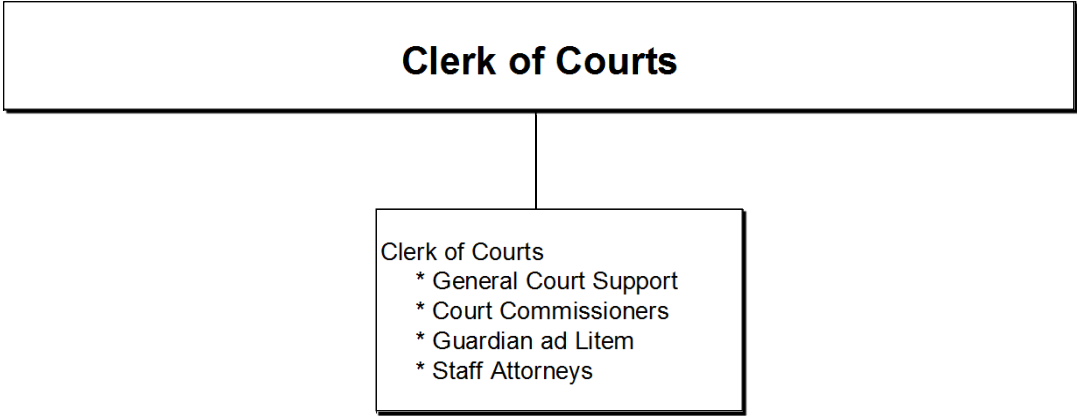 Clerk of Courts
Clerk of Courts
* General Court Support
* Court Commissioners
* Guardian ad Litem
* Staff Attorneys